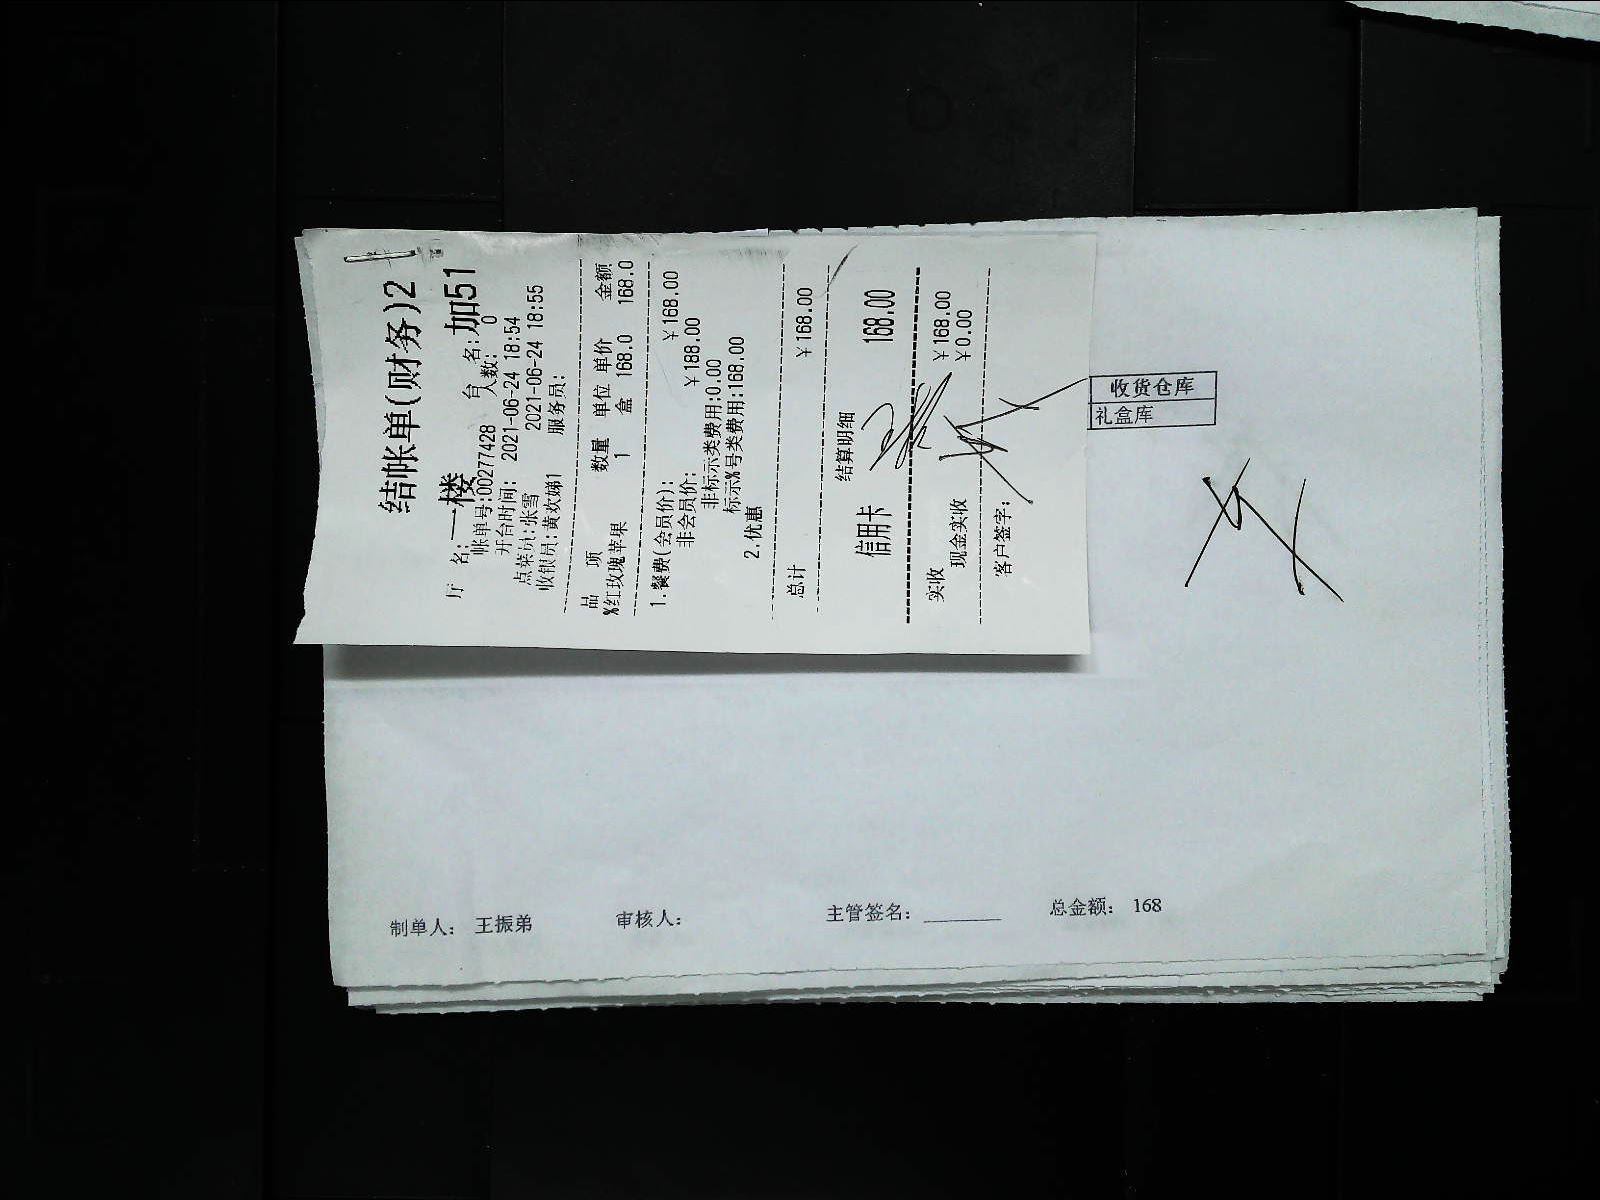 结帐单(财务)2
厅 名:一楼 台 名:加51
帐单号:00277428 人数: 0
开台时间: 2021-06-24 18:54
点菜员:张雪 2021-06-24 18:55
收银员:黄欢娣1 服务员:
品 项 数量 单位 单价 金额
%红玫瑰苹果 1 盒 168.0 168.0
1.餐费(会员价): ￥168.00
非会员价: ￥188.00
非标示类费用:0.00
标示%号类费用:168.00
2.优惠
总计 ￥168.00
结算明细
信用卡 168.00
实收 ￥168.00
现金实收 ￥0.00
客户签字:
收货仓库
礼盒库
制单人: 王振弟 审核人: 主管签名: 总金额: 168